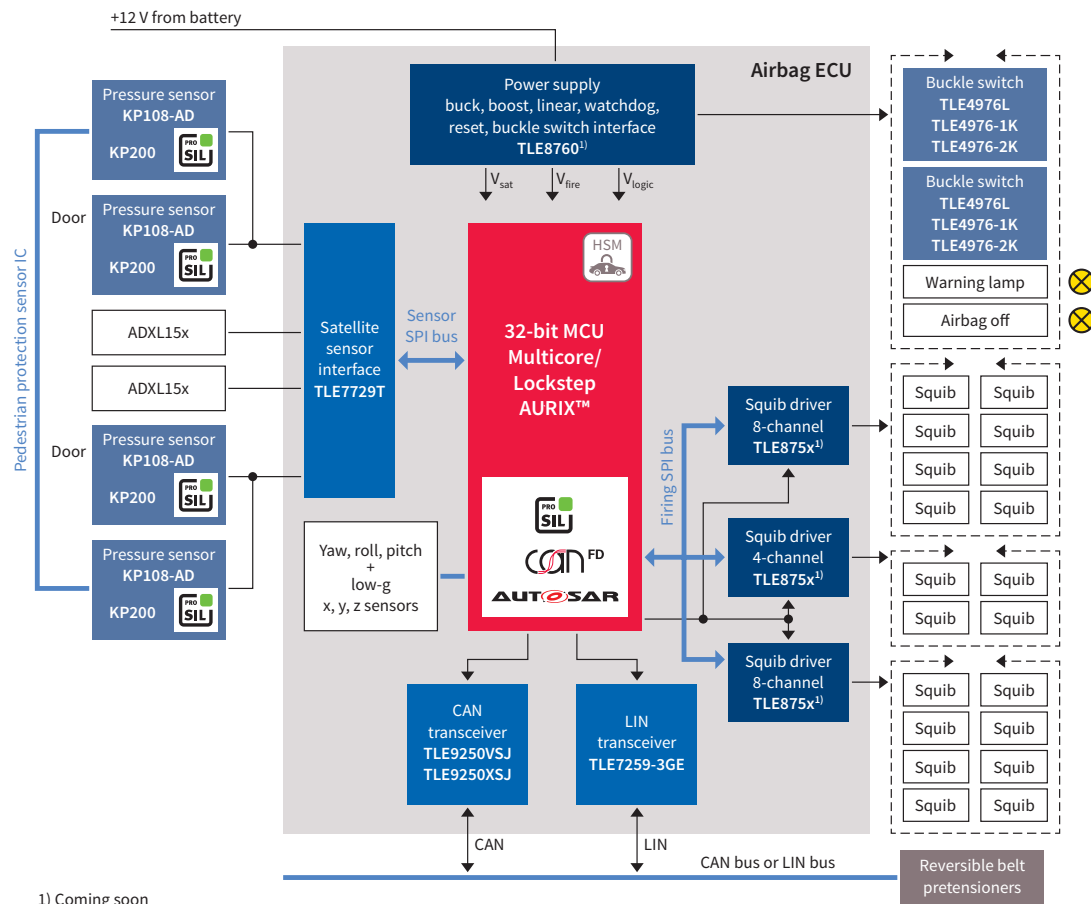 +12 V from battery
Airbag ECU
Power supply
buck, boost, linear, watchdog,
reset, buckle switch interface
TLE8760¹⁾
Vsat
Vfire
Vlogic
Pedestrian protection sensor IC
Pressure sensor
KP108-AD
KP200
PRO
SIL
Door
Pressure sensor
KP108-AD
KP200
PRO
SIL
ADXL15x
ADXL15x
Door
Pressure sensor
KP108-AD
KP200
PRO
SIL
Pressure sensor
KP108-AD
KP200
PRO
SIL
Satellite
sensor
interface
TLE7729T
Sensor
SPI bus
HSM
32-bit MCU
Multicore/
Lockstep
AURIX™
PRO
SIL
CAN FD
AUTOSAR
Yaw, roll, pitch
+
low-g
x, y, z sensors
Firing SPI bus
Squib driver
8-channel
TLE875x¹⁾
Squib driver
4-channel
TLE875x¹⁾
Squib driver
8-channel
TLE875x¹⁾
CAN
transceiver
TLE9250VSJ
TLE9250XSJ
LIN
transceiver
TLE7259-3GE
CAN
LIN
CAN bus or LIN bus
Buckle switch
TLE4976L
TLE4976-1K
TLE4976-2K
Buckle switch
TLE4976L
TLE4976-1K
TLE4976-2K
Warning lamp
Airbag off
Squib Squib
Squib Squib
Squib Squib
Squib Squib
Squib Squib
Squib Squib
Squib Squib
Squib Squib
Squib Squib
Squib Squib
Reversible belt
pretensioners
1) Coming soon